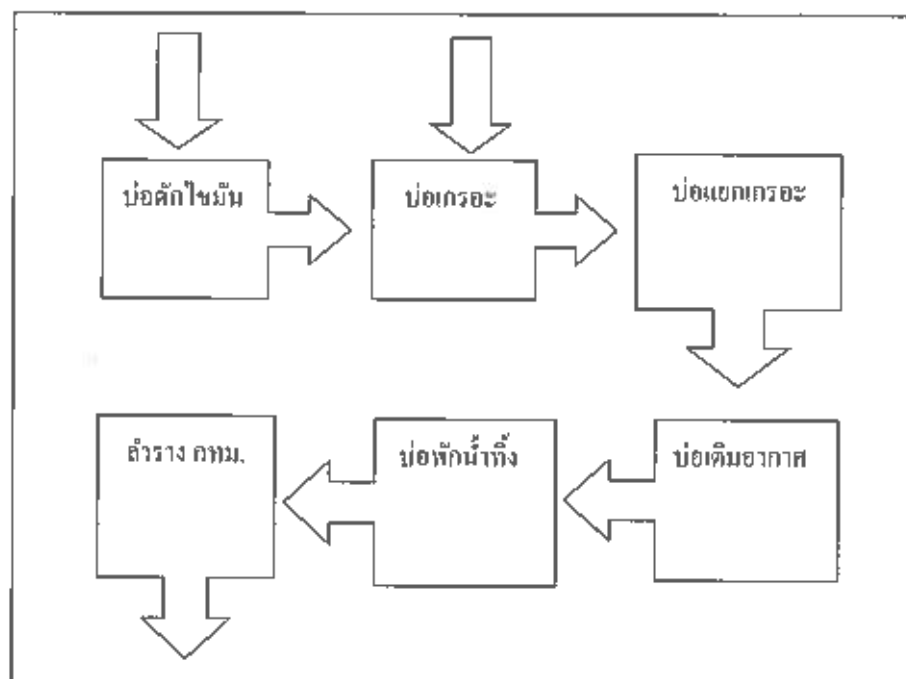 บ่อดักไขมัน
บ่อเกรอะ
บ่อแยกเกรอะ
ลำราง กทม.
บ่อพักน้ำทิ้ง
บ่อเติมอากาศ